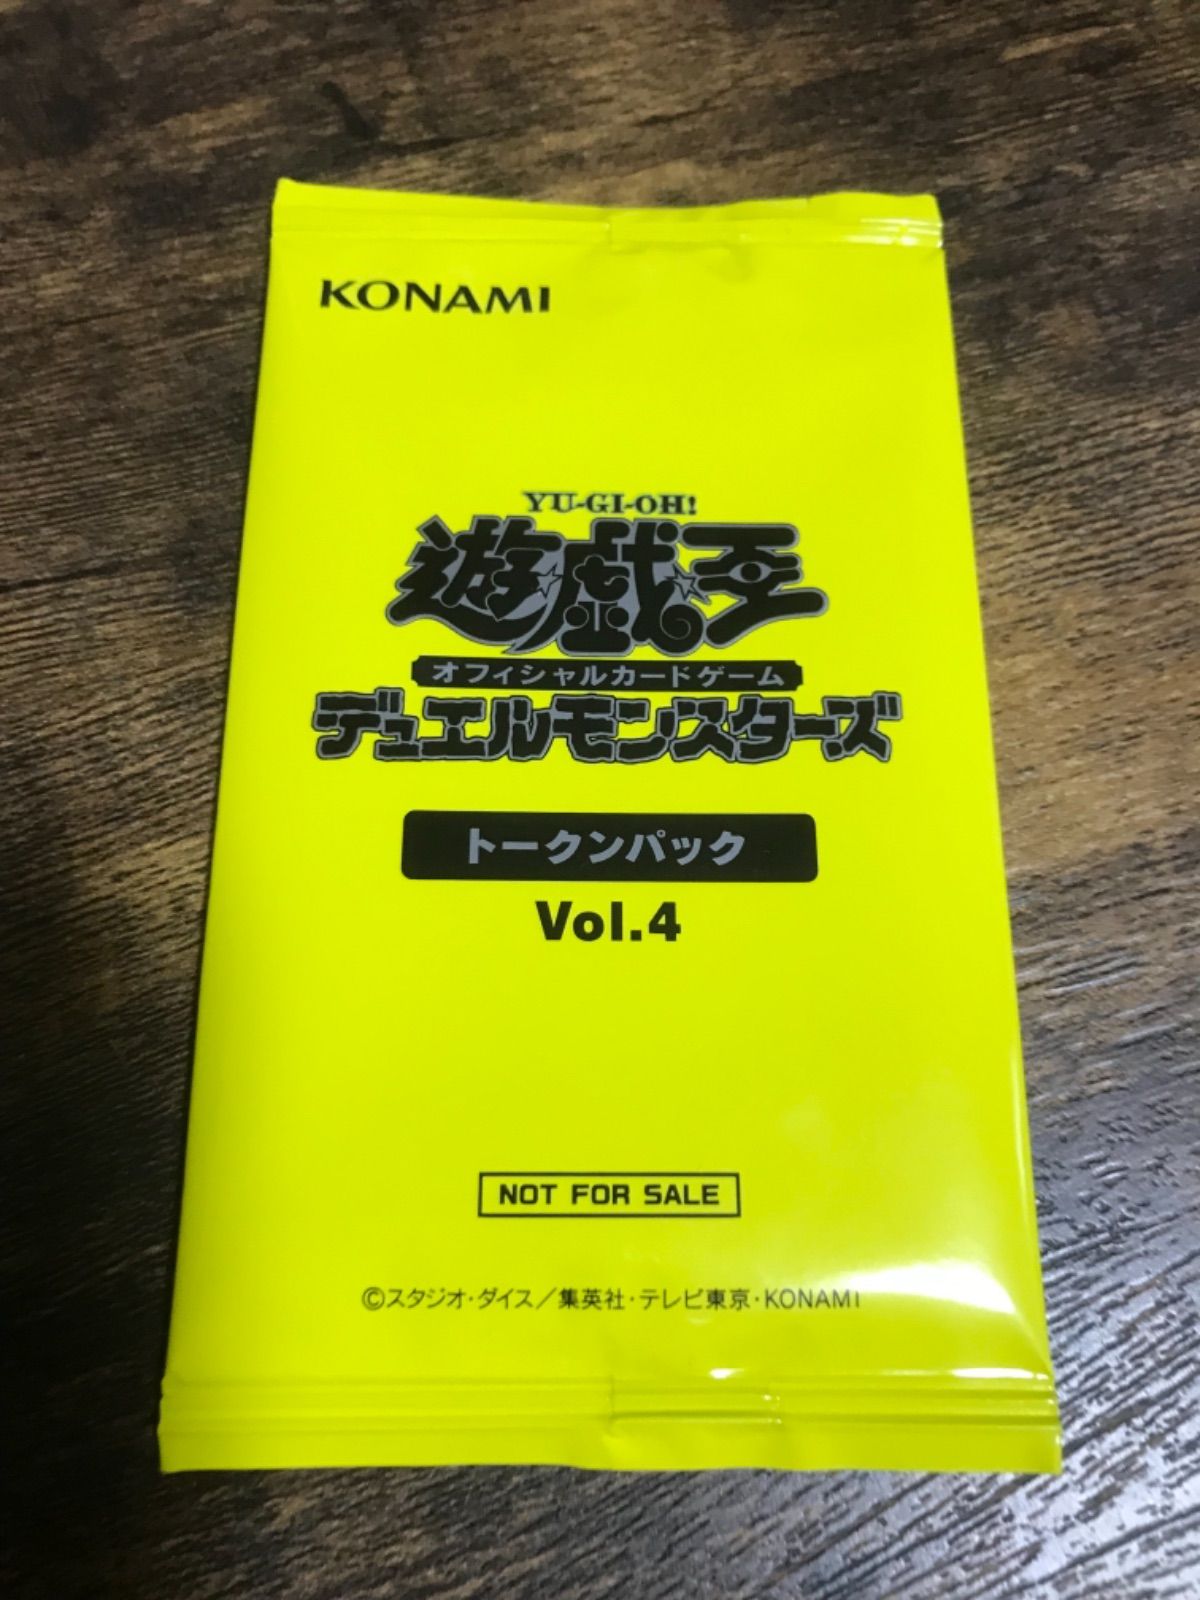 KONAMI
YU-GI-OH!
遊戯王
オフィシャルカードゲーム
デュエルモンスターズ
トークンパック
Vol.4
NOT FOR SALE
©スタジオ・ダイス／集英社・テレビ東京・KONAMI